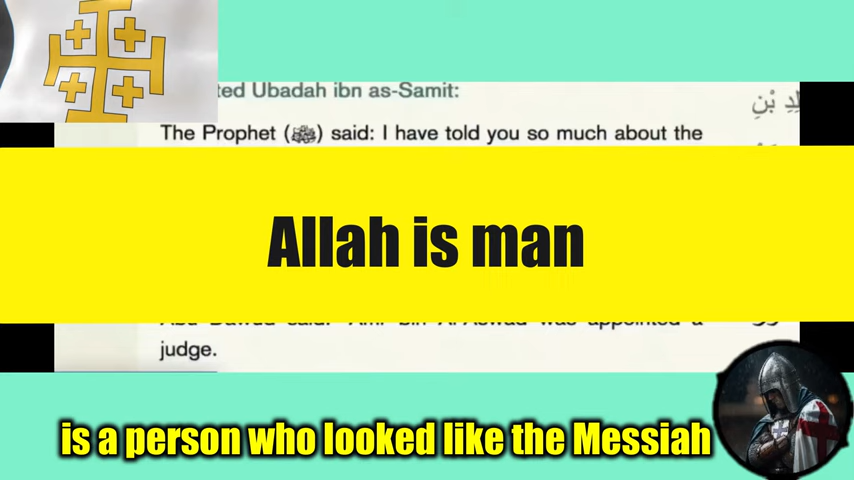 ted Ubadah ibn as-Samit:
The Prophet (ﷺ) said: I have told you so much about the
Allah is man
judge.
is a person who looked like the Messiah